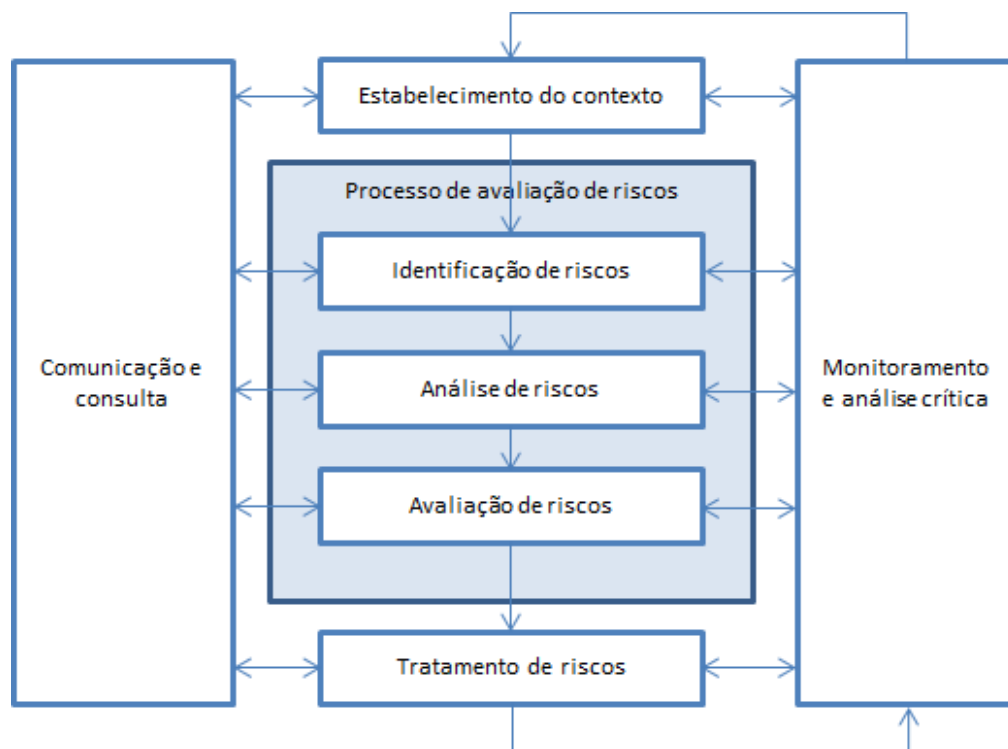 Estabelecimento do contexto
Processo de avaliação de riscos
Identificação de riscos
Comunicação e
consulta
Análise de riscos
Monitoramento
e análise crítica
Avaliação de riscos
Tratamento de riscos